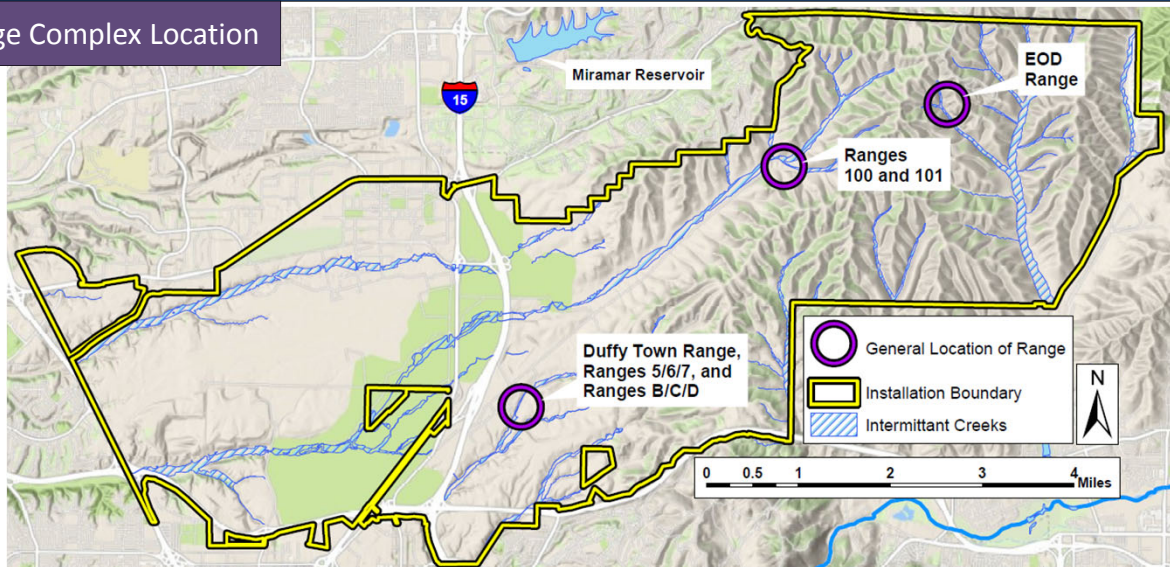 ge Complex Location
Miramar Reservoir
15
EOD
Range
Ranges
100 and 101
Duffy Town Range,
Ranges 5/6/7, and
Ranges B/C/D
General Location of Range
Installation Boundary
Intermittant Creeks
N
0 0.5 1 2 3 4
Miles